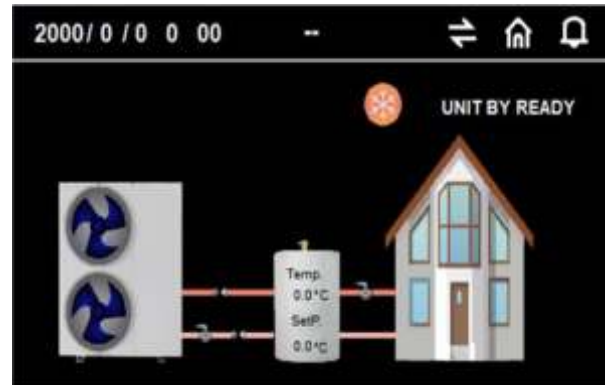 2000/ 0 / 0 0 00 --
UNIT BY READY
Temp.
0.0°C
SetP.
0.0°C